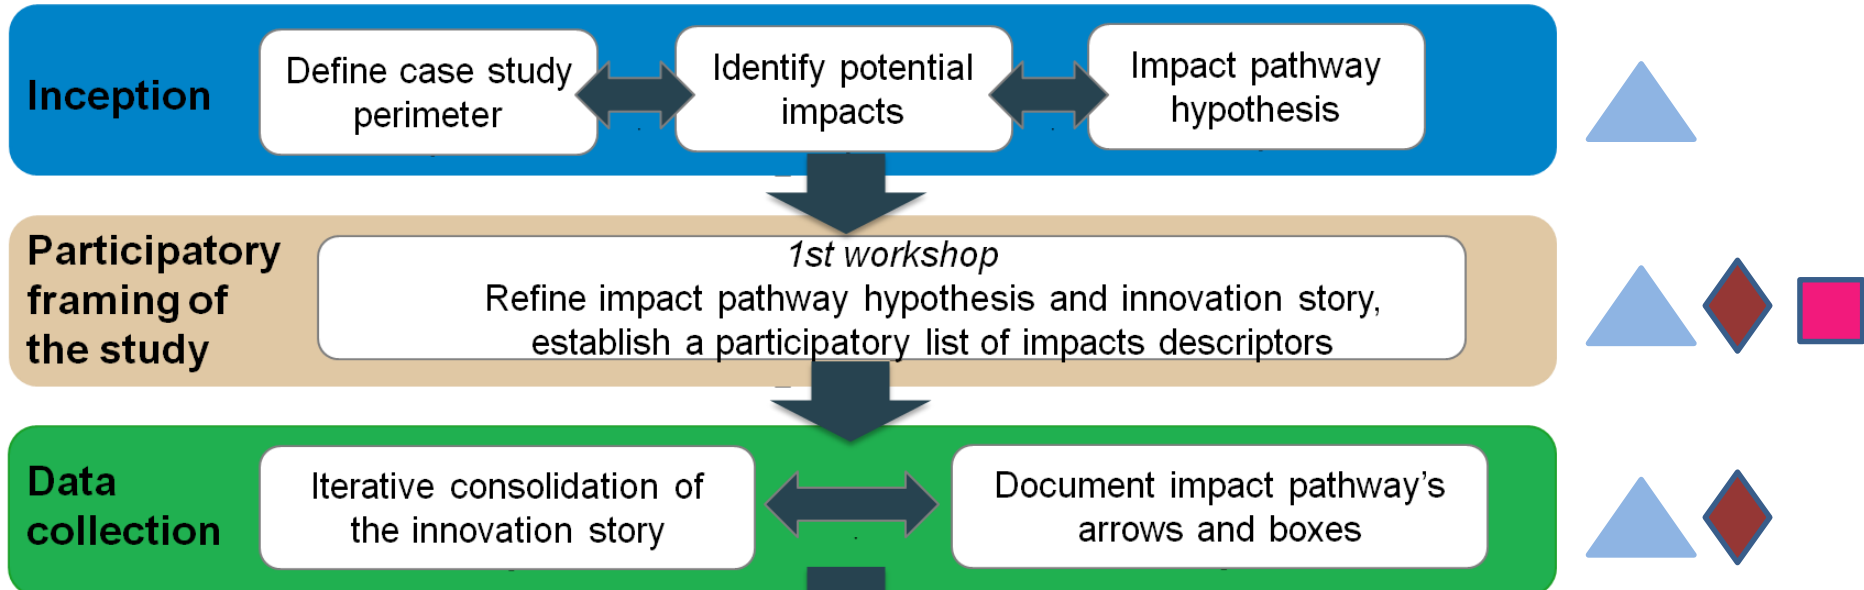 Inception
Define case study
perimeter
Identify potential
impacts
Impact pathway
hypothesis
Participatory
framing of
the study
1st workshop
Refine impact pathway hypothesis and innovation story,
establish a participatory list of impacts descriptors
Data
collection
Iterative consolidation of
the innovation story
Document impact pathway's
arrows and boxes